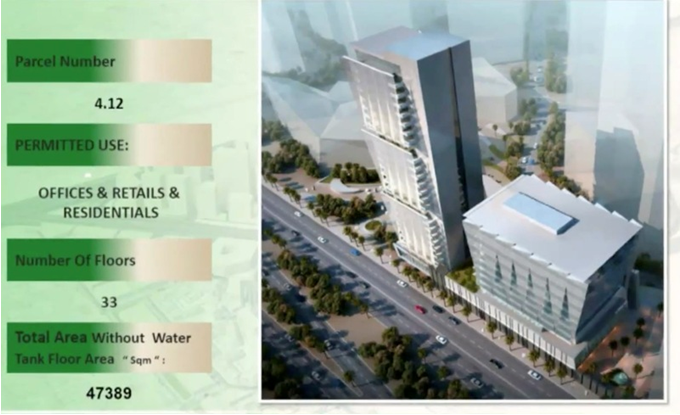 Parcel Number
4.12
PERMITTED USE:
OFFICES & RETAILS &
RESIDENTIALS
Number Of Floors
33
Total Area Without Water
Tank Floor Area " Sqm " :
47389